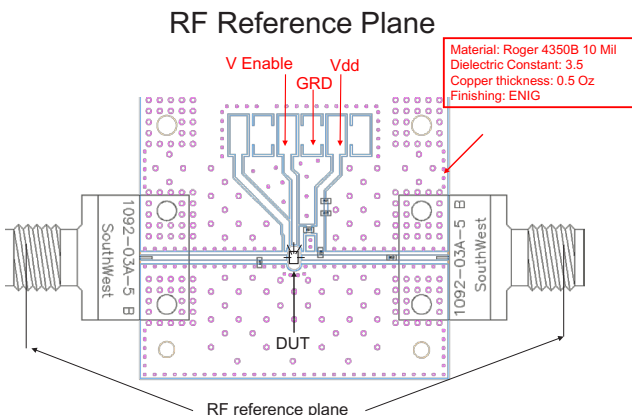 RF Reference Plane
Material: Roger 4350B 10 Mil
Dielectric Constant: 3.5
Copper thickness: 0.5 Oz
Finishing: ENIG
V Enable
GRD
Vdd
1092-03A-5 B
SouthWest
1092-03A-5 B
SouthWest
DUT
RF reference plane